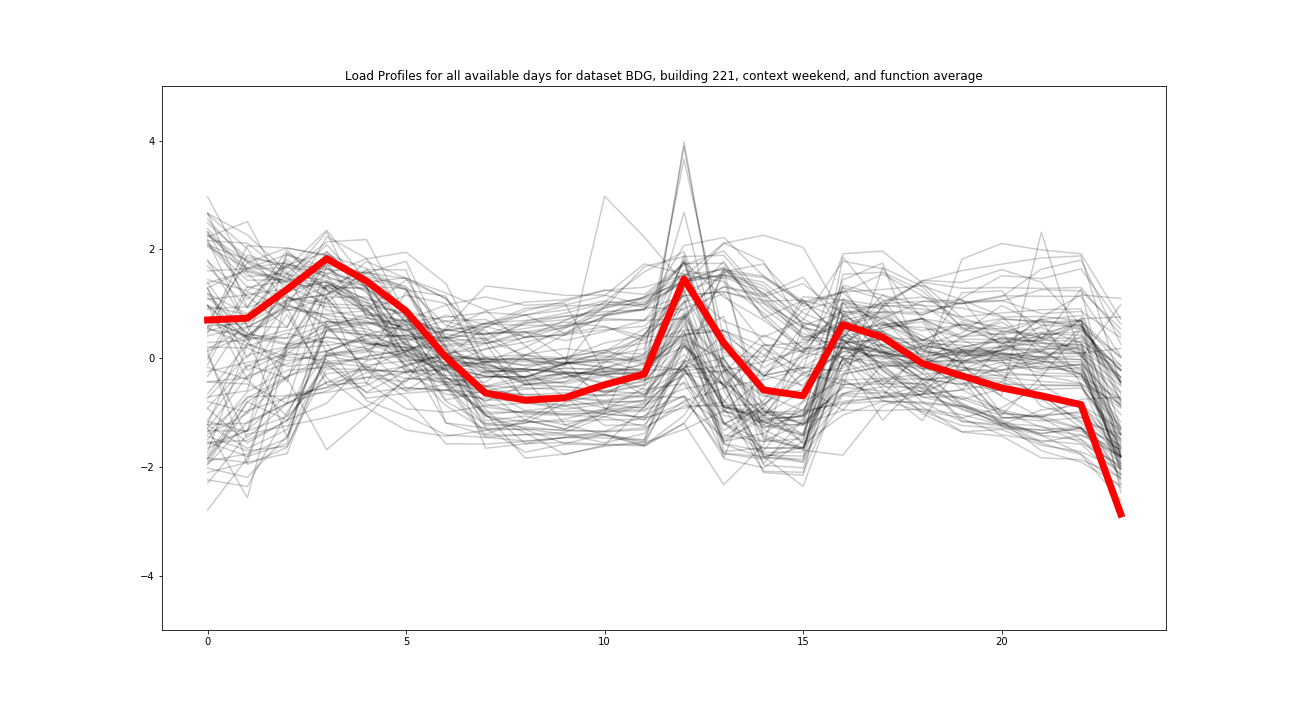 Load Profiles for all available days for dataset BDG, building 221, context weekend, and function average
4
2
0
−2
−4
0 5 10 15 20